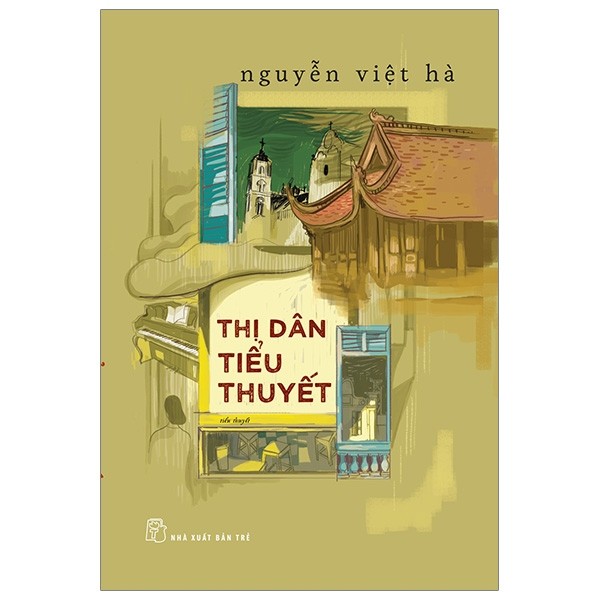 nguyễn việt hà
THỊ DÂN
TIỂU
THUYẾT
tiểu thuyết
NHÀ XUẤT BẢN TRẺ